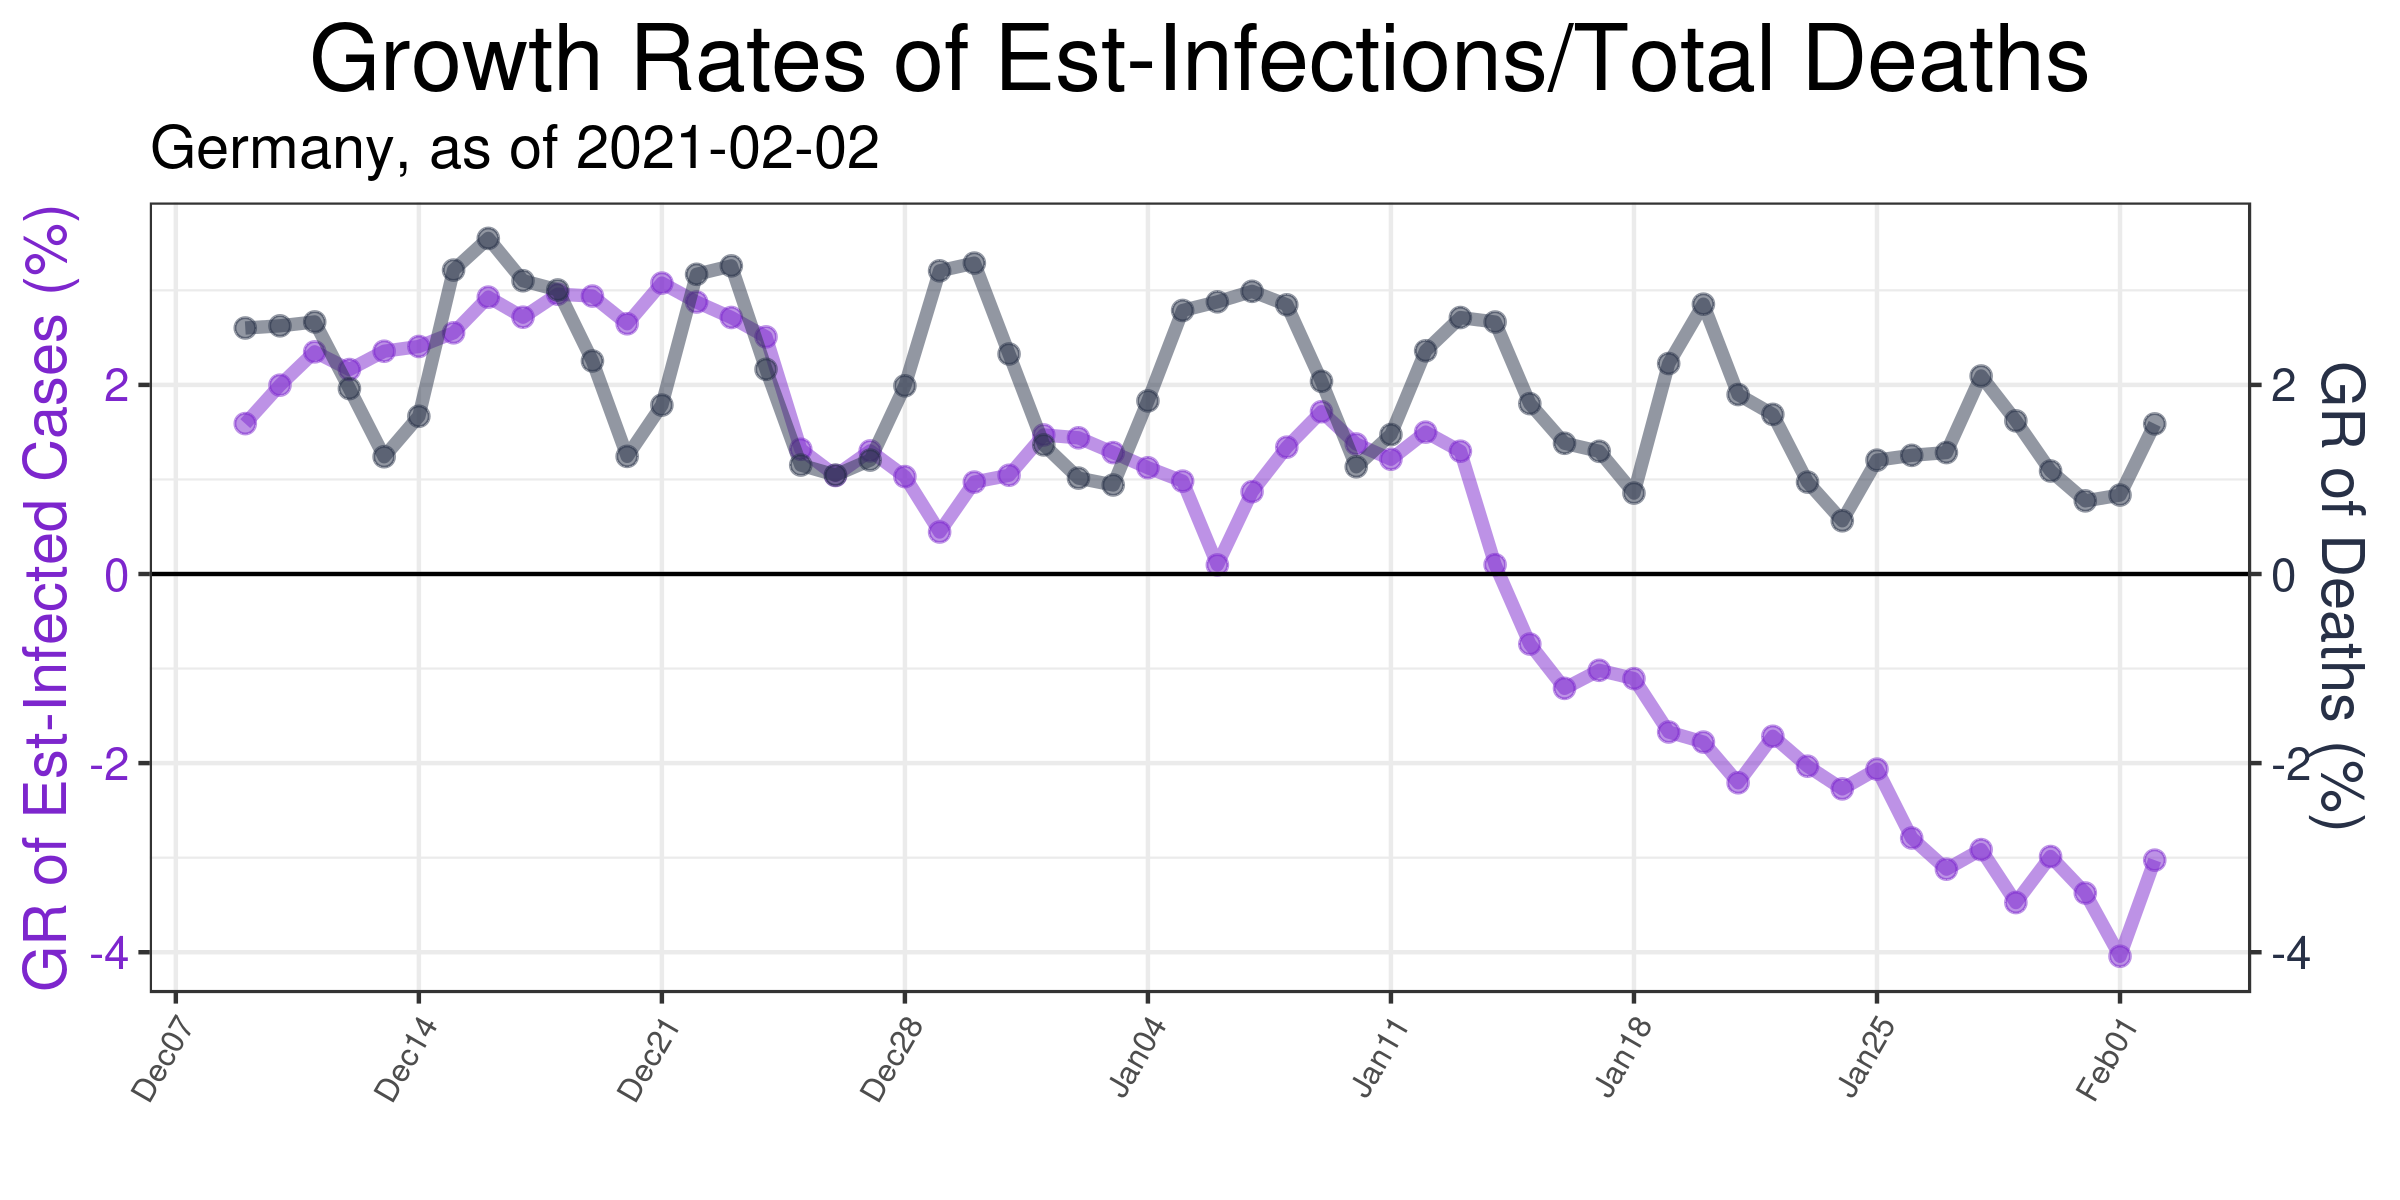 Growth Rates of Est-Infections/Total Deaths
Germany, as of 2021-02-02
GR of Est-Infected Cases (%)
2
0
-2
-4
GR of Deaths (%)
2
0
-2
-4
Dec07
Dec14
Dec21
Dec28
Jan04
Jan11
Jan18
Jan25
Feb01